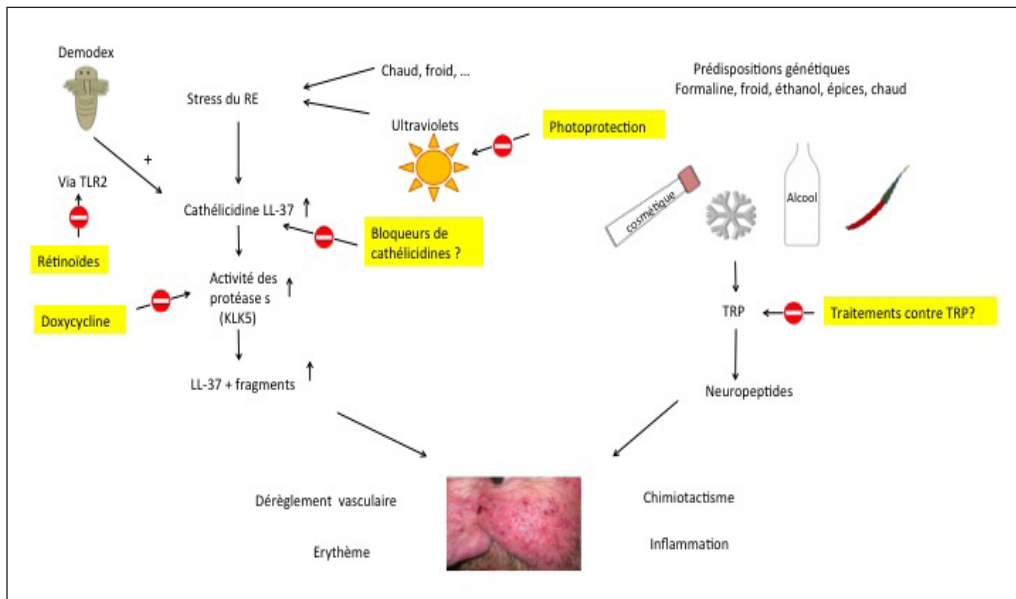 Demodex
Chaud, froid, ...
Prédispositions génétiques
Formaline, froid, éthanol, épices, chaud
Stress du RE
Ultraviolets
Photoprotection
+
Via TLR2
cosmétique
Alcool
Cathélicidine LL-37
Bloqueurs de
cathélicidines ?
Rétinoïdes
Activité des
protéase s
(KLK5)
Doxycycline
TRP
Traitements contre TRP?
LL-37 + fragments
Neuropeptides
Dérèglement vasculaire
Chimiotactisme
Erythème
Inflammation